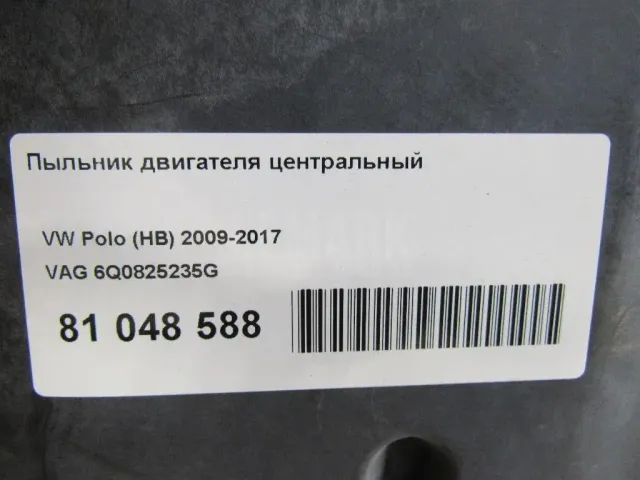 Пыльник двигателя центральный
VW Polo (HB) 2009-2017
VAG 6Q0825235G
81 048 588